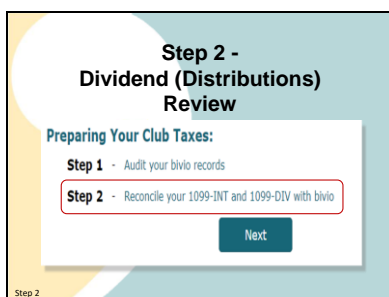 Step 2 -
Dividend (Distributions)
Review
Preparing Your Club Taxes:
Step 1 - Audit your bivio records
Step 2 - Reconcile your 1099-INT and 1099-DIV with bivio
Next
Step 2